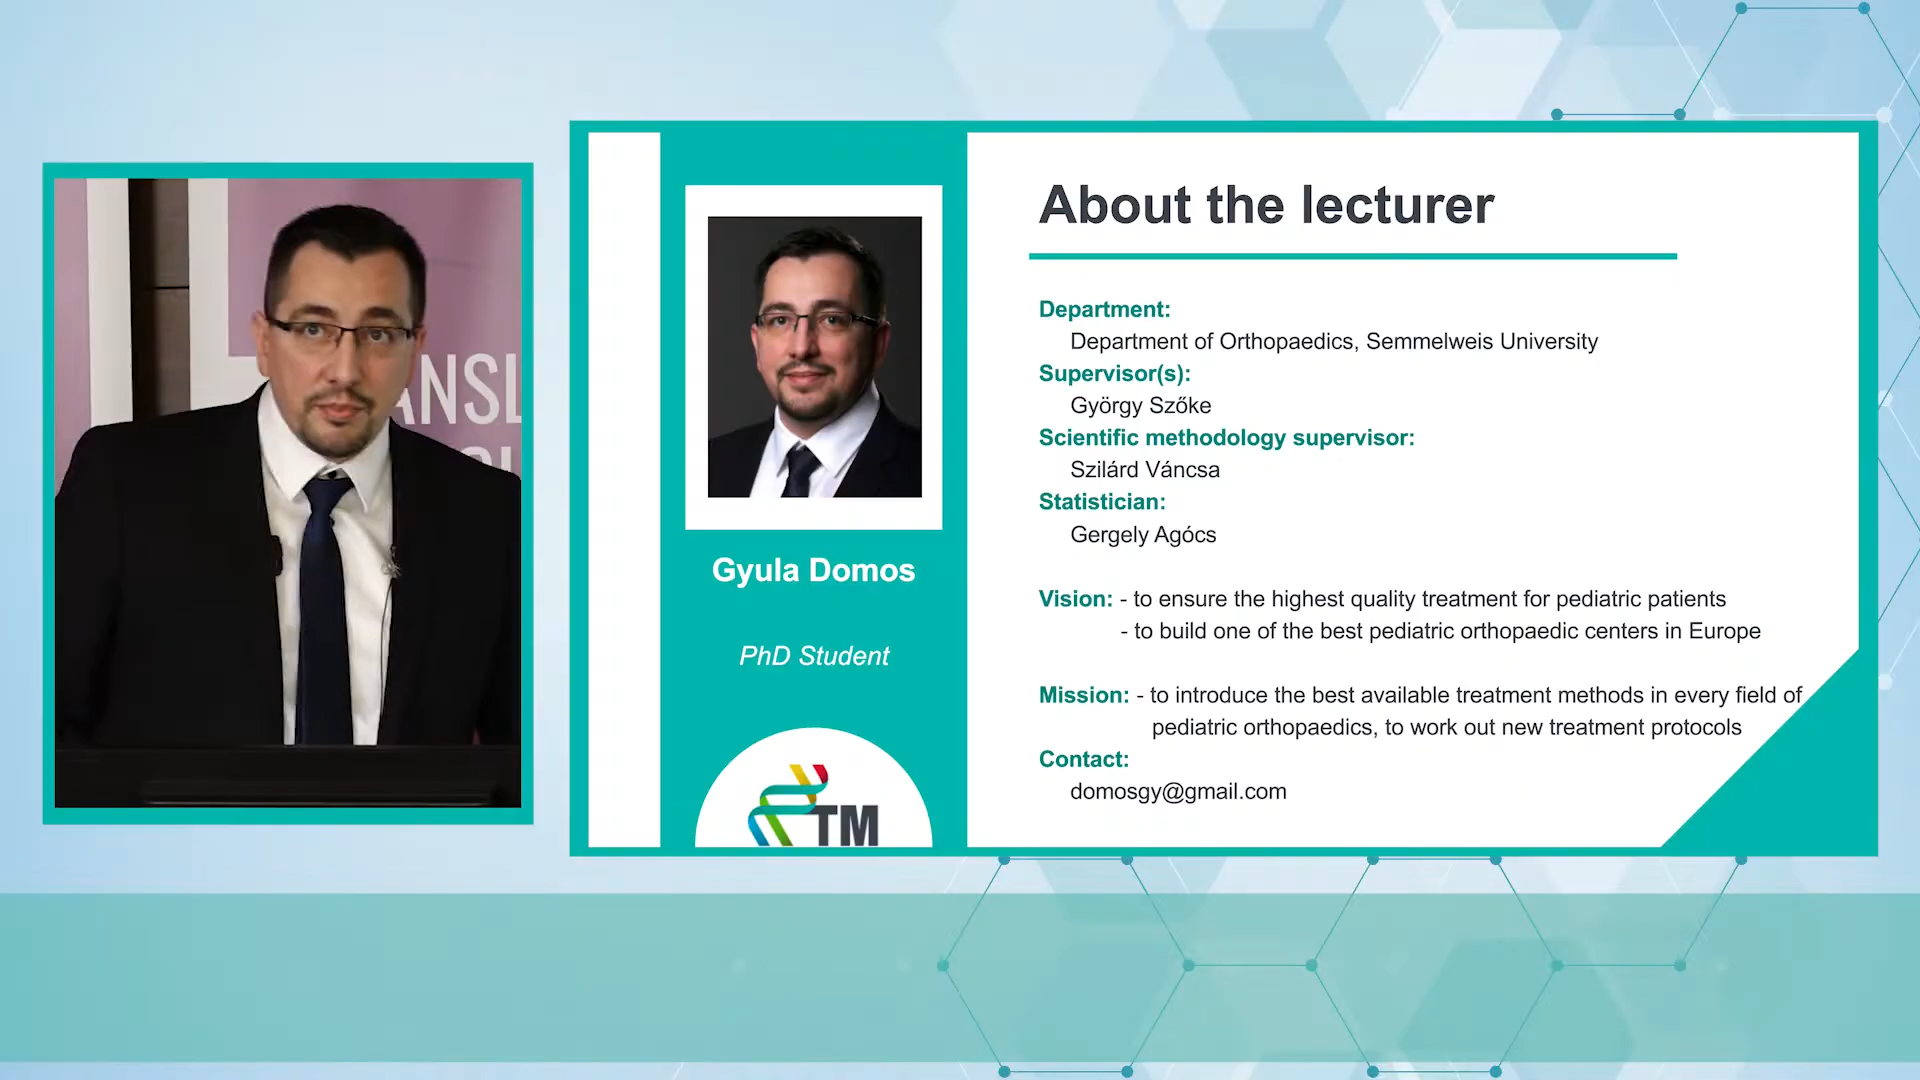 ANSL
About the lecturer
Department:
Department of Orthopaedics, Semmelweis University
Supervisor(s):
György Szőke
Scientific methodology supervisor:
Szilárd Váncsa
Statistician:
Gergely Agócs
Vision: - to ensure the highest quality treatment for pediatric patients
- to build one of the best pediatric orthopaedic centers in Europe
Mission: - to introduce the best available treatment methods in every field of
pediatric orthopaedics, to work out new treatment protocols
Contact:
domosgy@gmail.com
Gyula Domos
PhD Student
TM